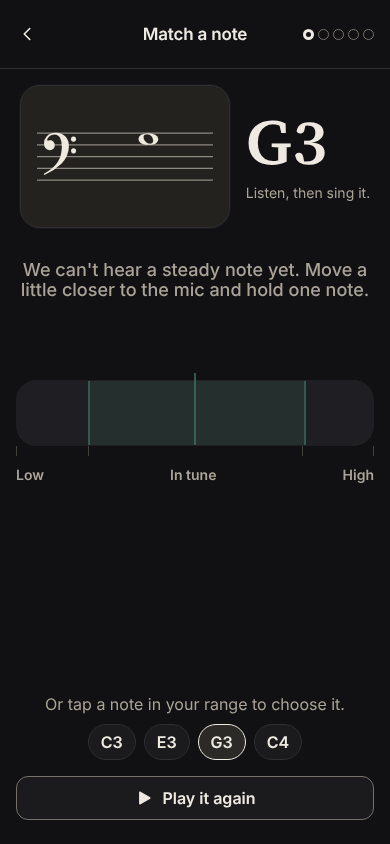 Match a note
G3
Listen, then sing it.
We can't hear a steady note yet. Move a
little closer to the mic and hold one note.
Low In tune High
Or tap a note in your range to choose it.
C3 E3 G3 C4
Play it again